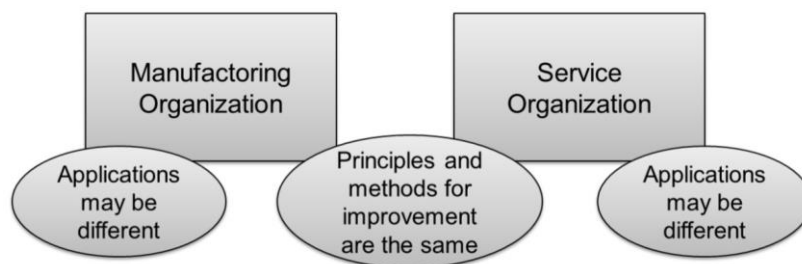 Manufactoring
Organization
Service
Organization
Applications
may be
different
Principles and
methods for
improvement
are the same
Applications
may be
different